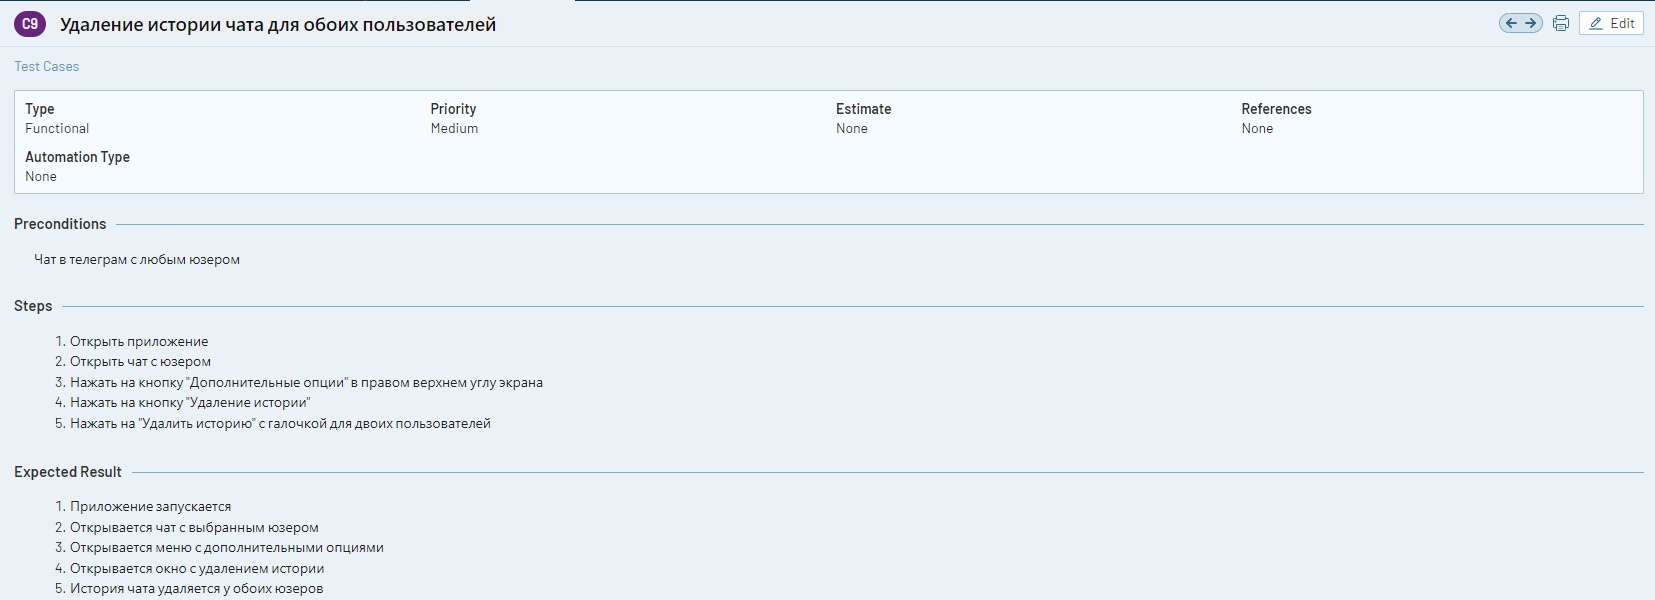 C9 Удаление истории чата для обоих пользователей Edit
Test Cases
Type Priority Estimate References
Functional Medium None None
Automation Type
None
Preconditions
Чат в телеграм с любым юзером
Steps
1. Открыть приложение
2. Открыть чат с юзером
3. Нажать на кнопку "Дополнительные опции" в правом верхнем углу экрана
4. Нажать на кнопку "Удаление истории"
5. Нажать на "Удалить историю" с галочкой для двоих пользователей
Expected Result
1. Приложение запускается
2. Открывается чат с выбранным юзером
3. Открывается меню с дополнительными опциями
4. Открывается окно с удалением истории
5. История чата удаляется у обоих юзеров